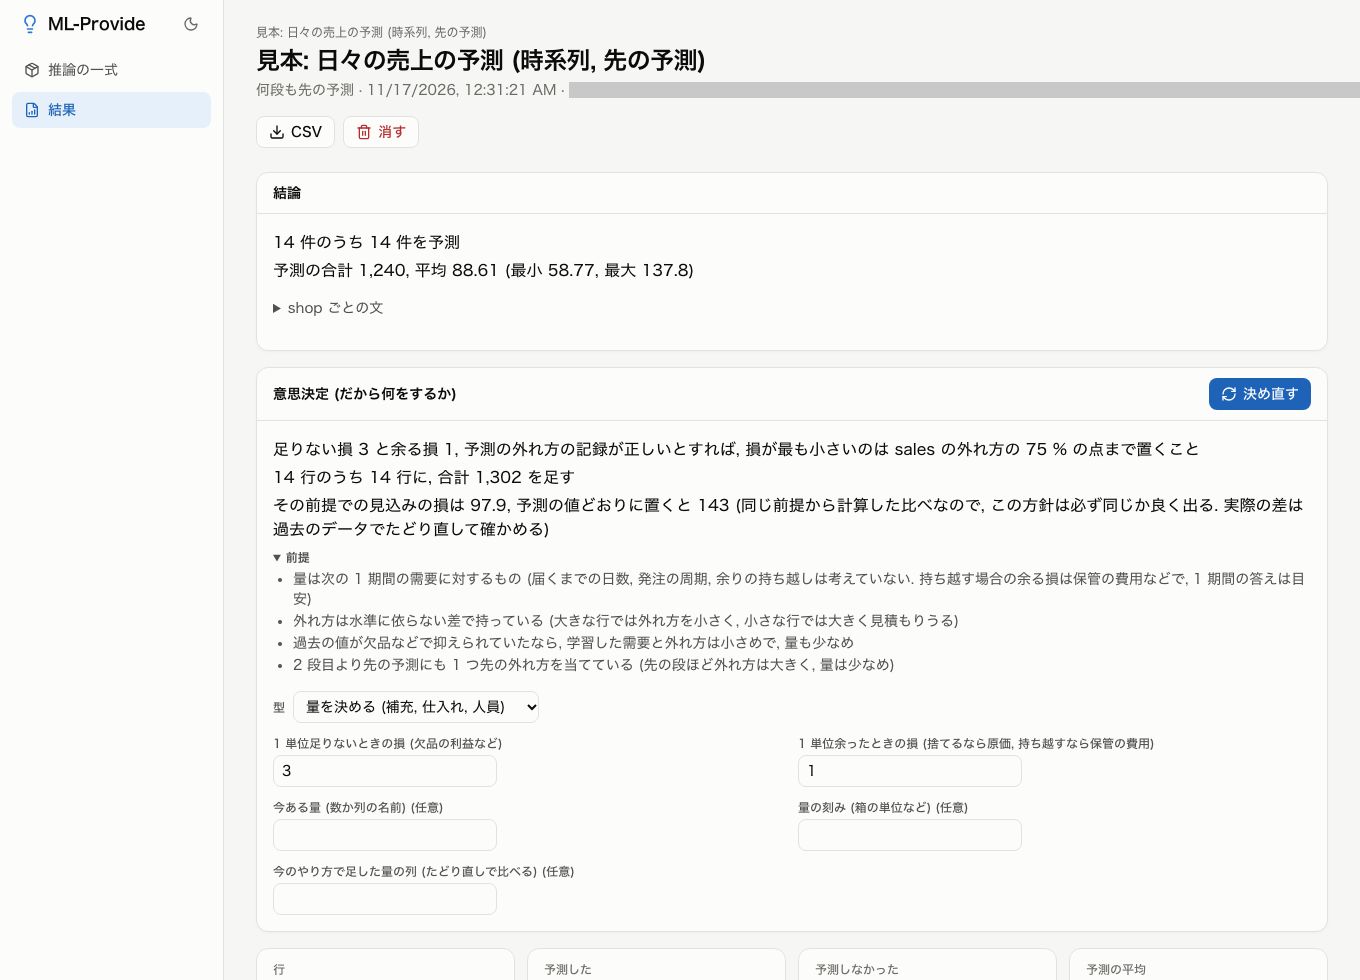 ML-Provide
推論の一式
結果
見本: 日々の売上の予測 (時系列, 先の予測)
見本: 日々の売上の予測 (時系列, 先の予測)
何段も先の予測 · 11/17/2026, 12:31:21 AM ·
CSV
消す
結論
14 件のうち 14 件を予測
予測の合計 1,240, 平均 88.61 (最小 58.77, 最大 137.8)
shop ごとの文
意思決定 (だから何をするか)
決め直す
足りない損 3 と余る損 1, 予測の外れ方の記録が正しいとすれば, 損が最も小さいのは sales の外れ方の 75 % の点まで置くこと
14 行のうち 14 行に, 合計 1,302 を足す
その前提での見込みの損は 97.9, 予測の値どおりに置くと 143 (同じ前提から計算した比べなので, この方針は必ず同じか良く出る. 実際の差は
過去のデータでたどり直して確かめる)
前提
• 量は次の 1 期間の需要に対するもの (届くまでの日数, 発注の周期, 余りの持ち越しは考えていない. 持ち越す場合の余る損は保管の費用などで, 1 期間の答えは目
安)
• 外れ方は水準に依らない差で持っている (大きな行では外れ方を小さく, 小さな行では大きく見積もりうる)
• 過去の値が欠品などで抑えられていたなら, 学習した需要と外れ方は小さめで, 量も少なめ
• 2 段目より先の予測にも 1 つ先の外れ方を当てている (先の段ほど外れ方は大きく, 量は少なめ)
型
量を決める (補充, 仕入れ, 人員)
1 単位足りないときの損 (欠品の利益など)
1 単位余ったときの損 (捨てるなら原価, 持ち越すなら保管の費用)
3
1
今ある量 (数か列の名前) (任意)
量の刻み (箱の単位など) (任意)
今のやり方で足した量の列 (たどり直しで比べる) (任意)
行
予測した
予測しなかった
予測の平均